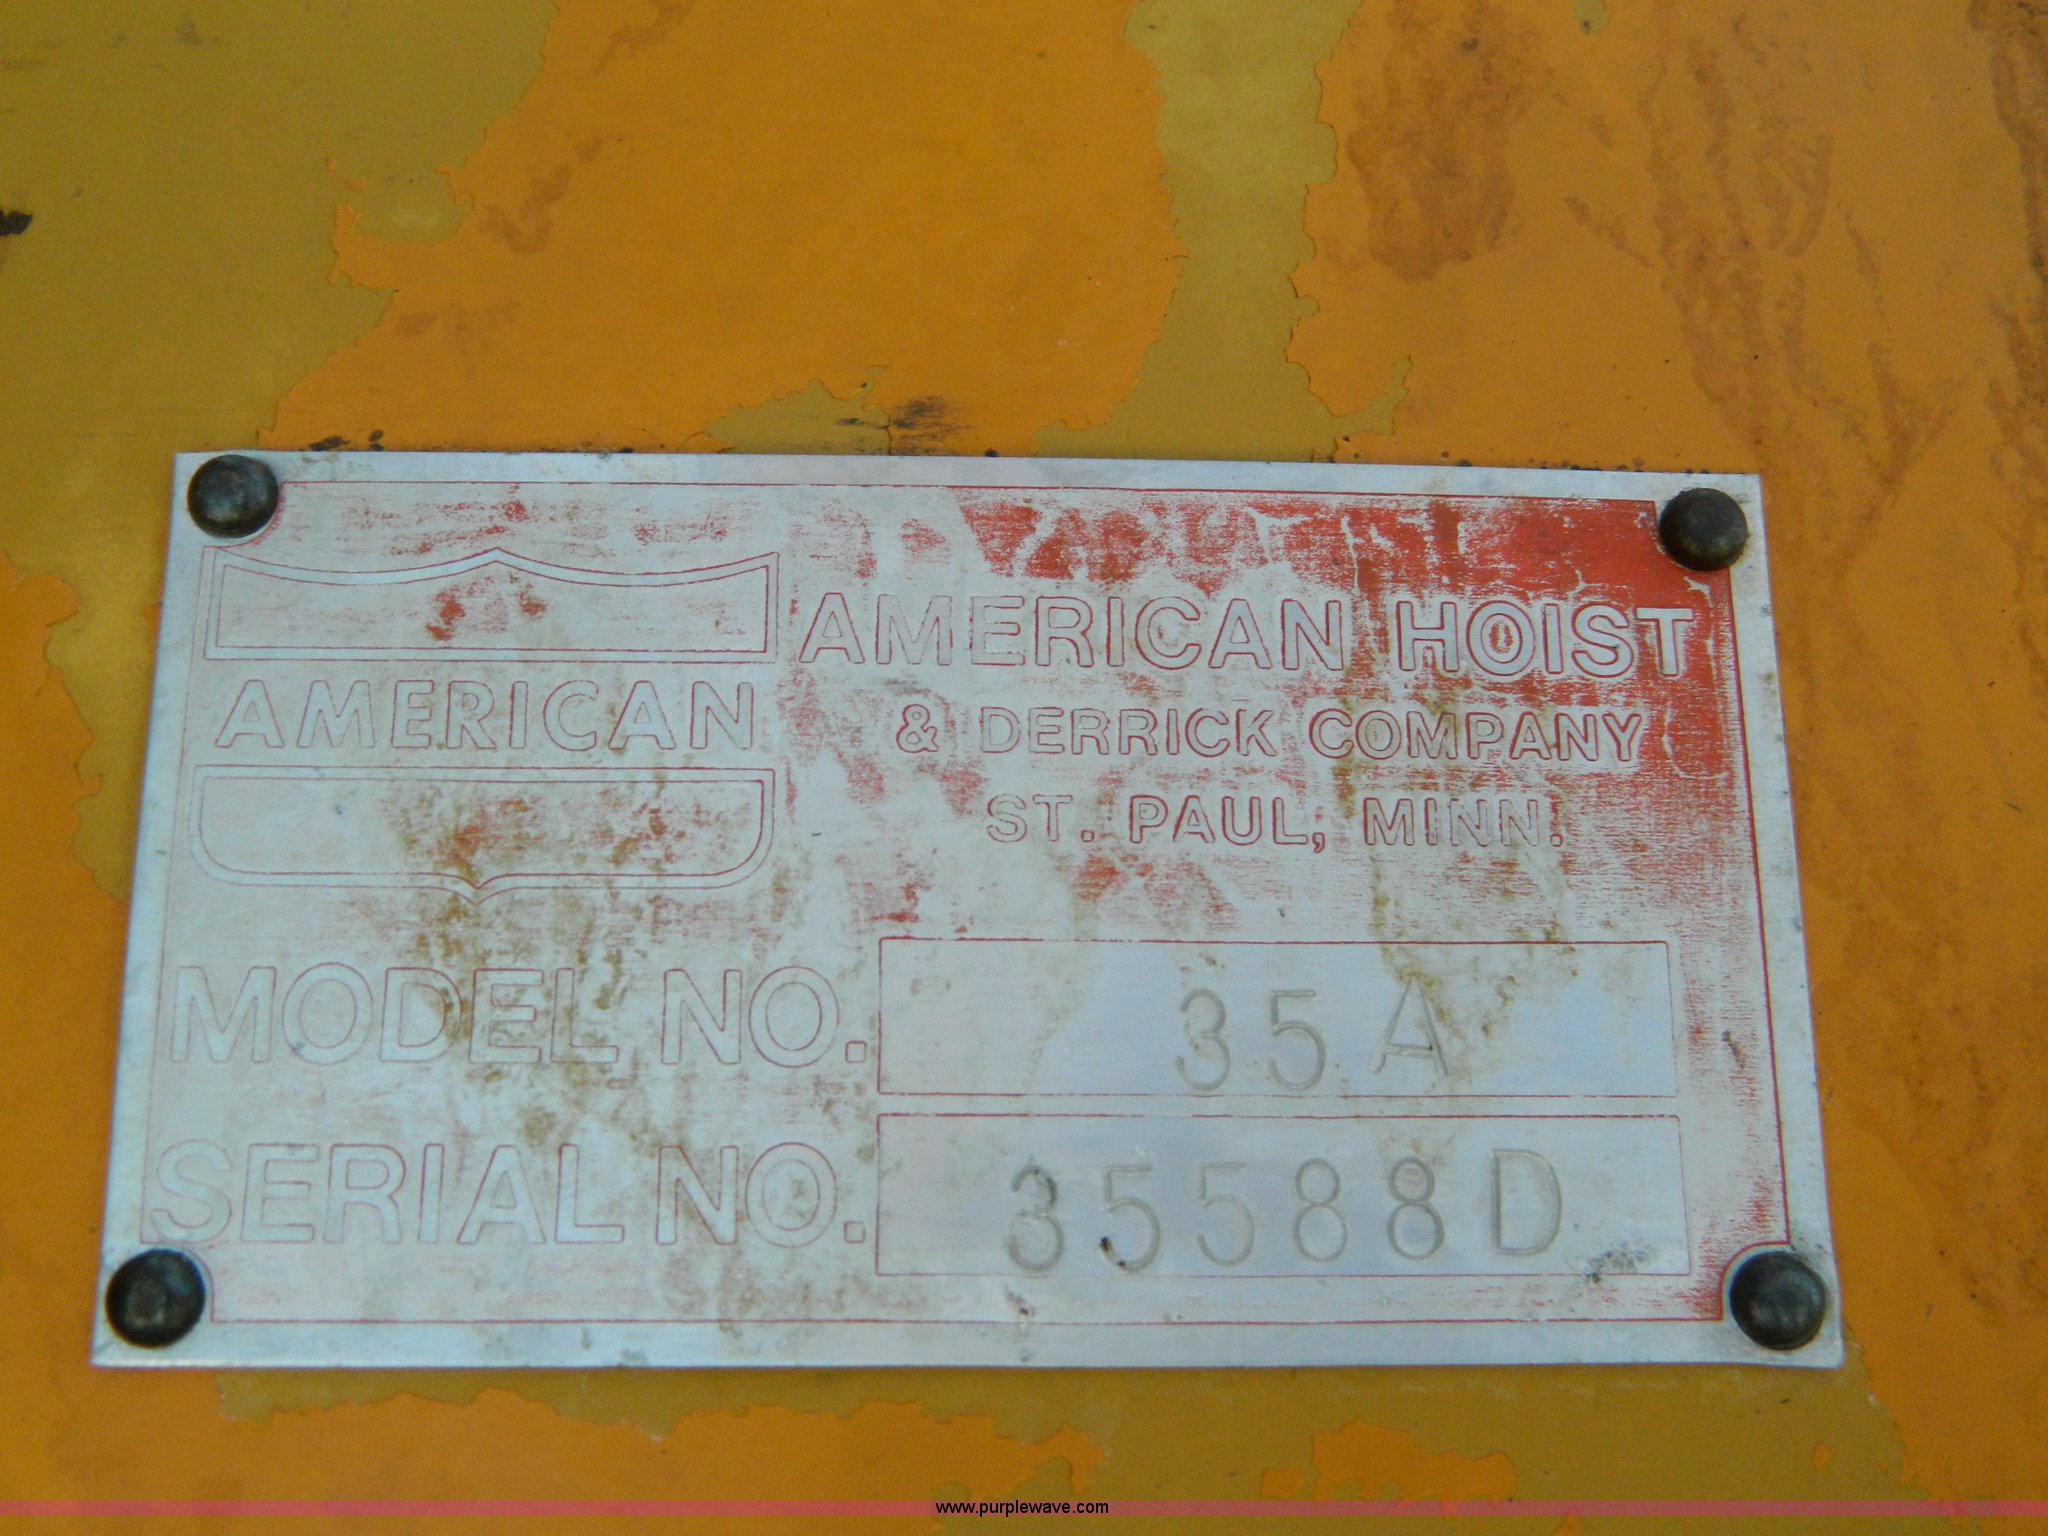 AMERICAN
AMERICAN HOIST
& DERRICK COMPANY
ST. PAUL, MINN.
MODEL NO. 35A
SERIAL NO. 35588D
www.purplewave.com